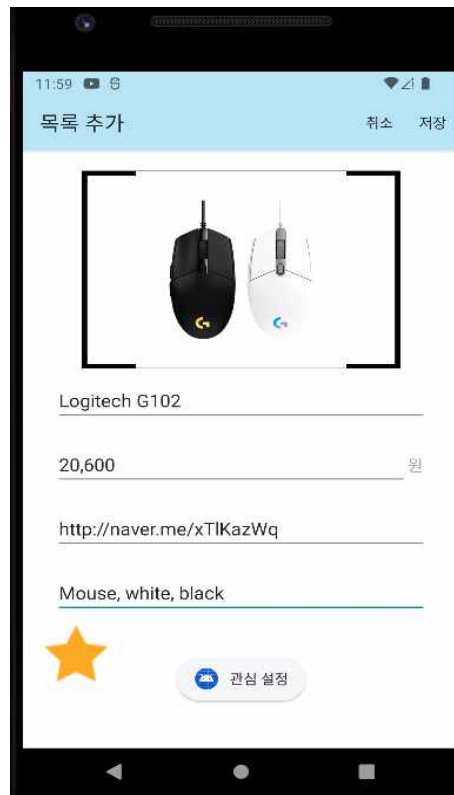 11:59
목록 추가 취소 저장
Logitech G102
20,600 원
http://naver.me/xTlKazWq
Mouse, white, black
관심 설정